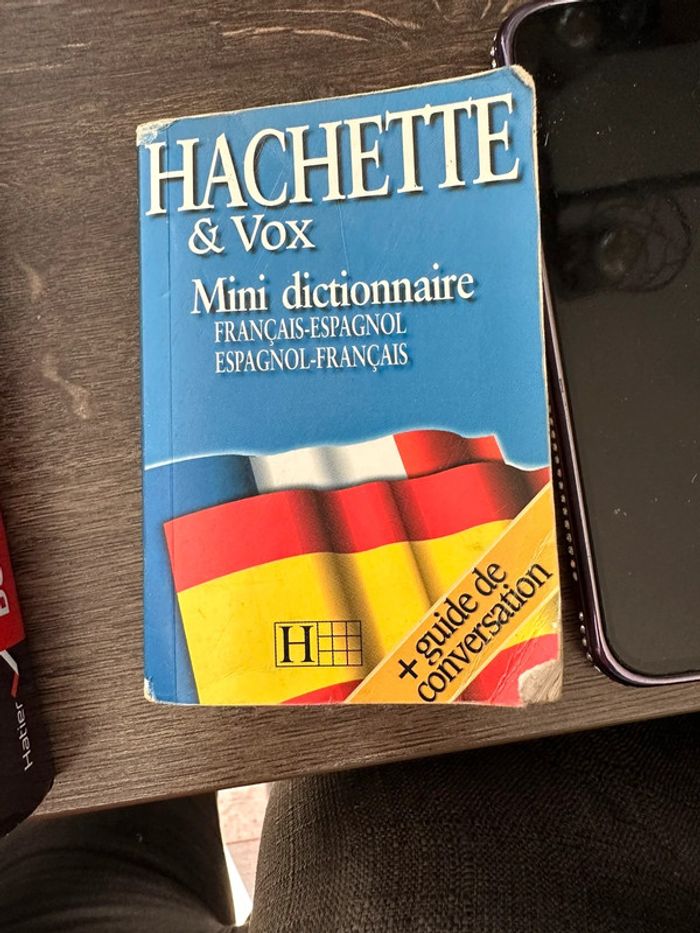 HACHETTE
& VOX
Mini dictionnaire
FRANÇAIS-ESPAGNOL
ESPAGNOL-FRANÇAIS
+ guide de
conversation
H
Hatier